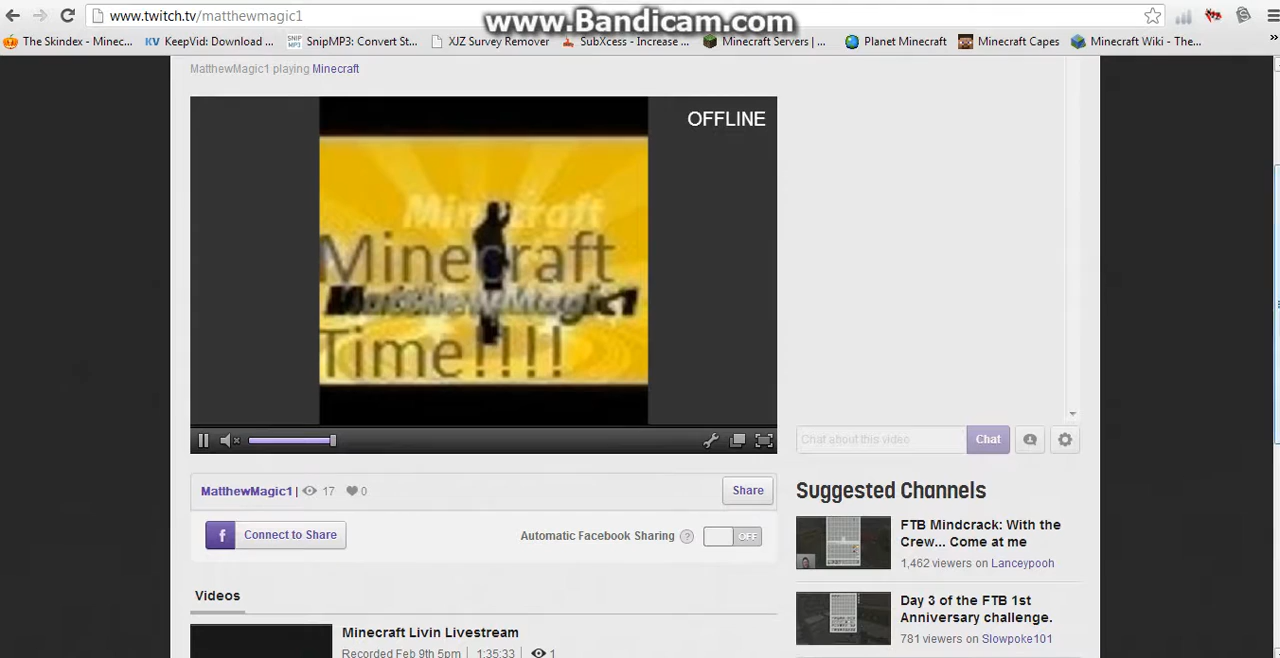 www.twitch.tv/matthewmagic1
www.Bandicam.com
The Skindex - Minec...
KV KeepVid: Download ...
SNIP MP3 SnipMP3: Convert St...
XJZ Survey Remover
SubXcess - Increase ...
Minecraft Servers | ...
Planet Minecraft
Minecraft Capes
Minecraft Wiki - The...
»
MatthewMagic1 playing Minecraft
OFFLINE
Minecraft
Minecraft
MatthewMagic1
Time!!!!
Chat about this video
Chat
MatthewMagic1 | 17 0
Share
f Connect to Share
Automatic Facebook Sharing ? OFF
Suggested Channels
FTB Mindcrack: With the
Crew... Come at me
1,462 viewers on Lanceypooh
Day 3 of the FTB 1st
Anniversary challenge.
781 viewers on Slowpoke101
Videos
Minecraft Livin Livestream
Recorded Feb 9th 5pm | 1:35:33 1